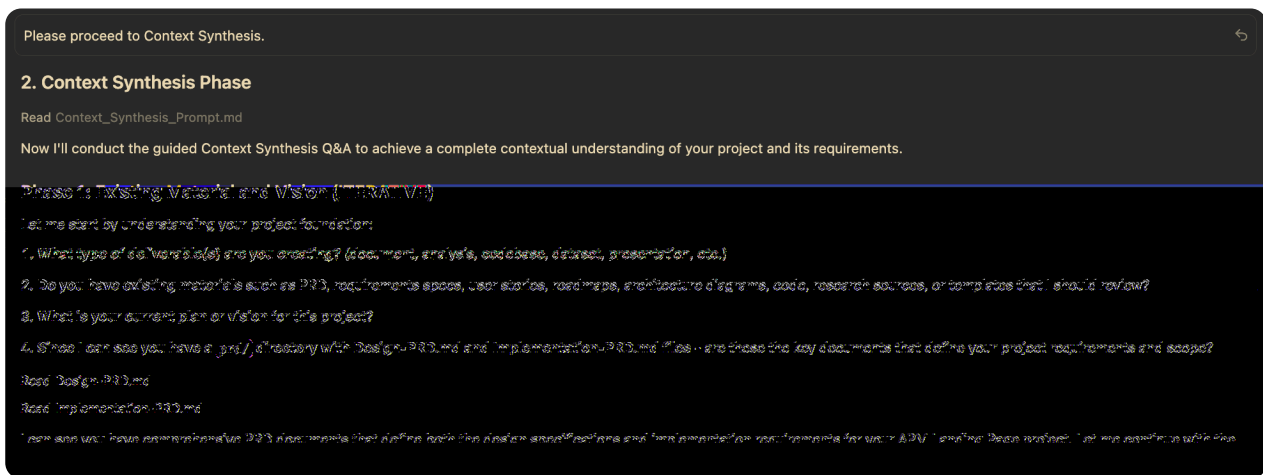 Please proceed to Context Synthesis.
2. Context Synthesis Phase
Read Context_Synthesis_Prompt.md
Now I'll conduct the guided Context Synthesis Q&A to achieve a complete contextual understanding of your project and its requirements.
Phase 1: Existing Material and Vision (ITERATIVE)
Let me start by understanding your project foundation:
1. What type of deliverable(s) are you creating? (document, analysis, codebase, dataset, presentation, etc.)
2. Do you have existing materials such as PRD, requirements specs, user stories, roadmaps, architecture diagrams, code, research sources, or templates that I should review?
3. What is your current plan or vision for this project?
4. Since I can see you have a directory with Design-PRD.md and Implementation-PRD.md files - are these the key documents that define your project requirements and scope?
Read Design-PRD.md
Read Implementation-PRD.md
I can see you have comprehensive PRD documents that define both the design specifications and implementation requirements for your Landing Page project. Let me continue with the